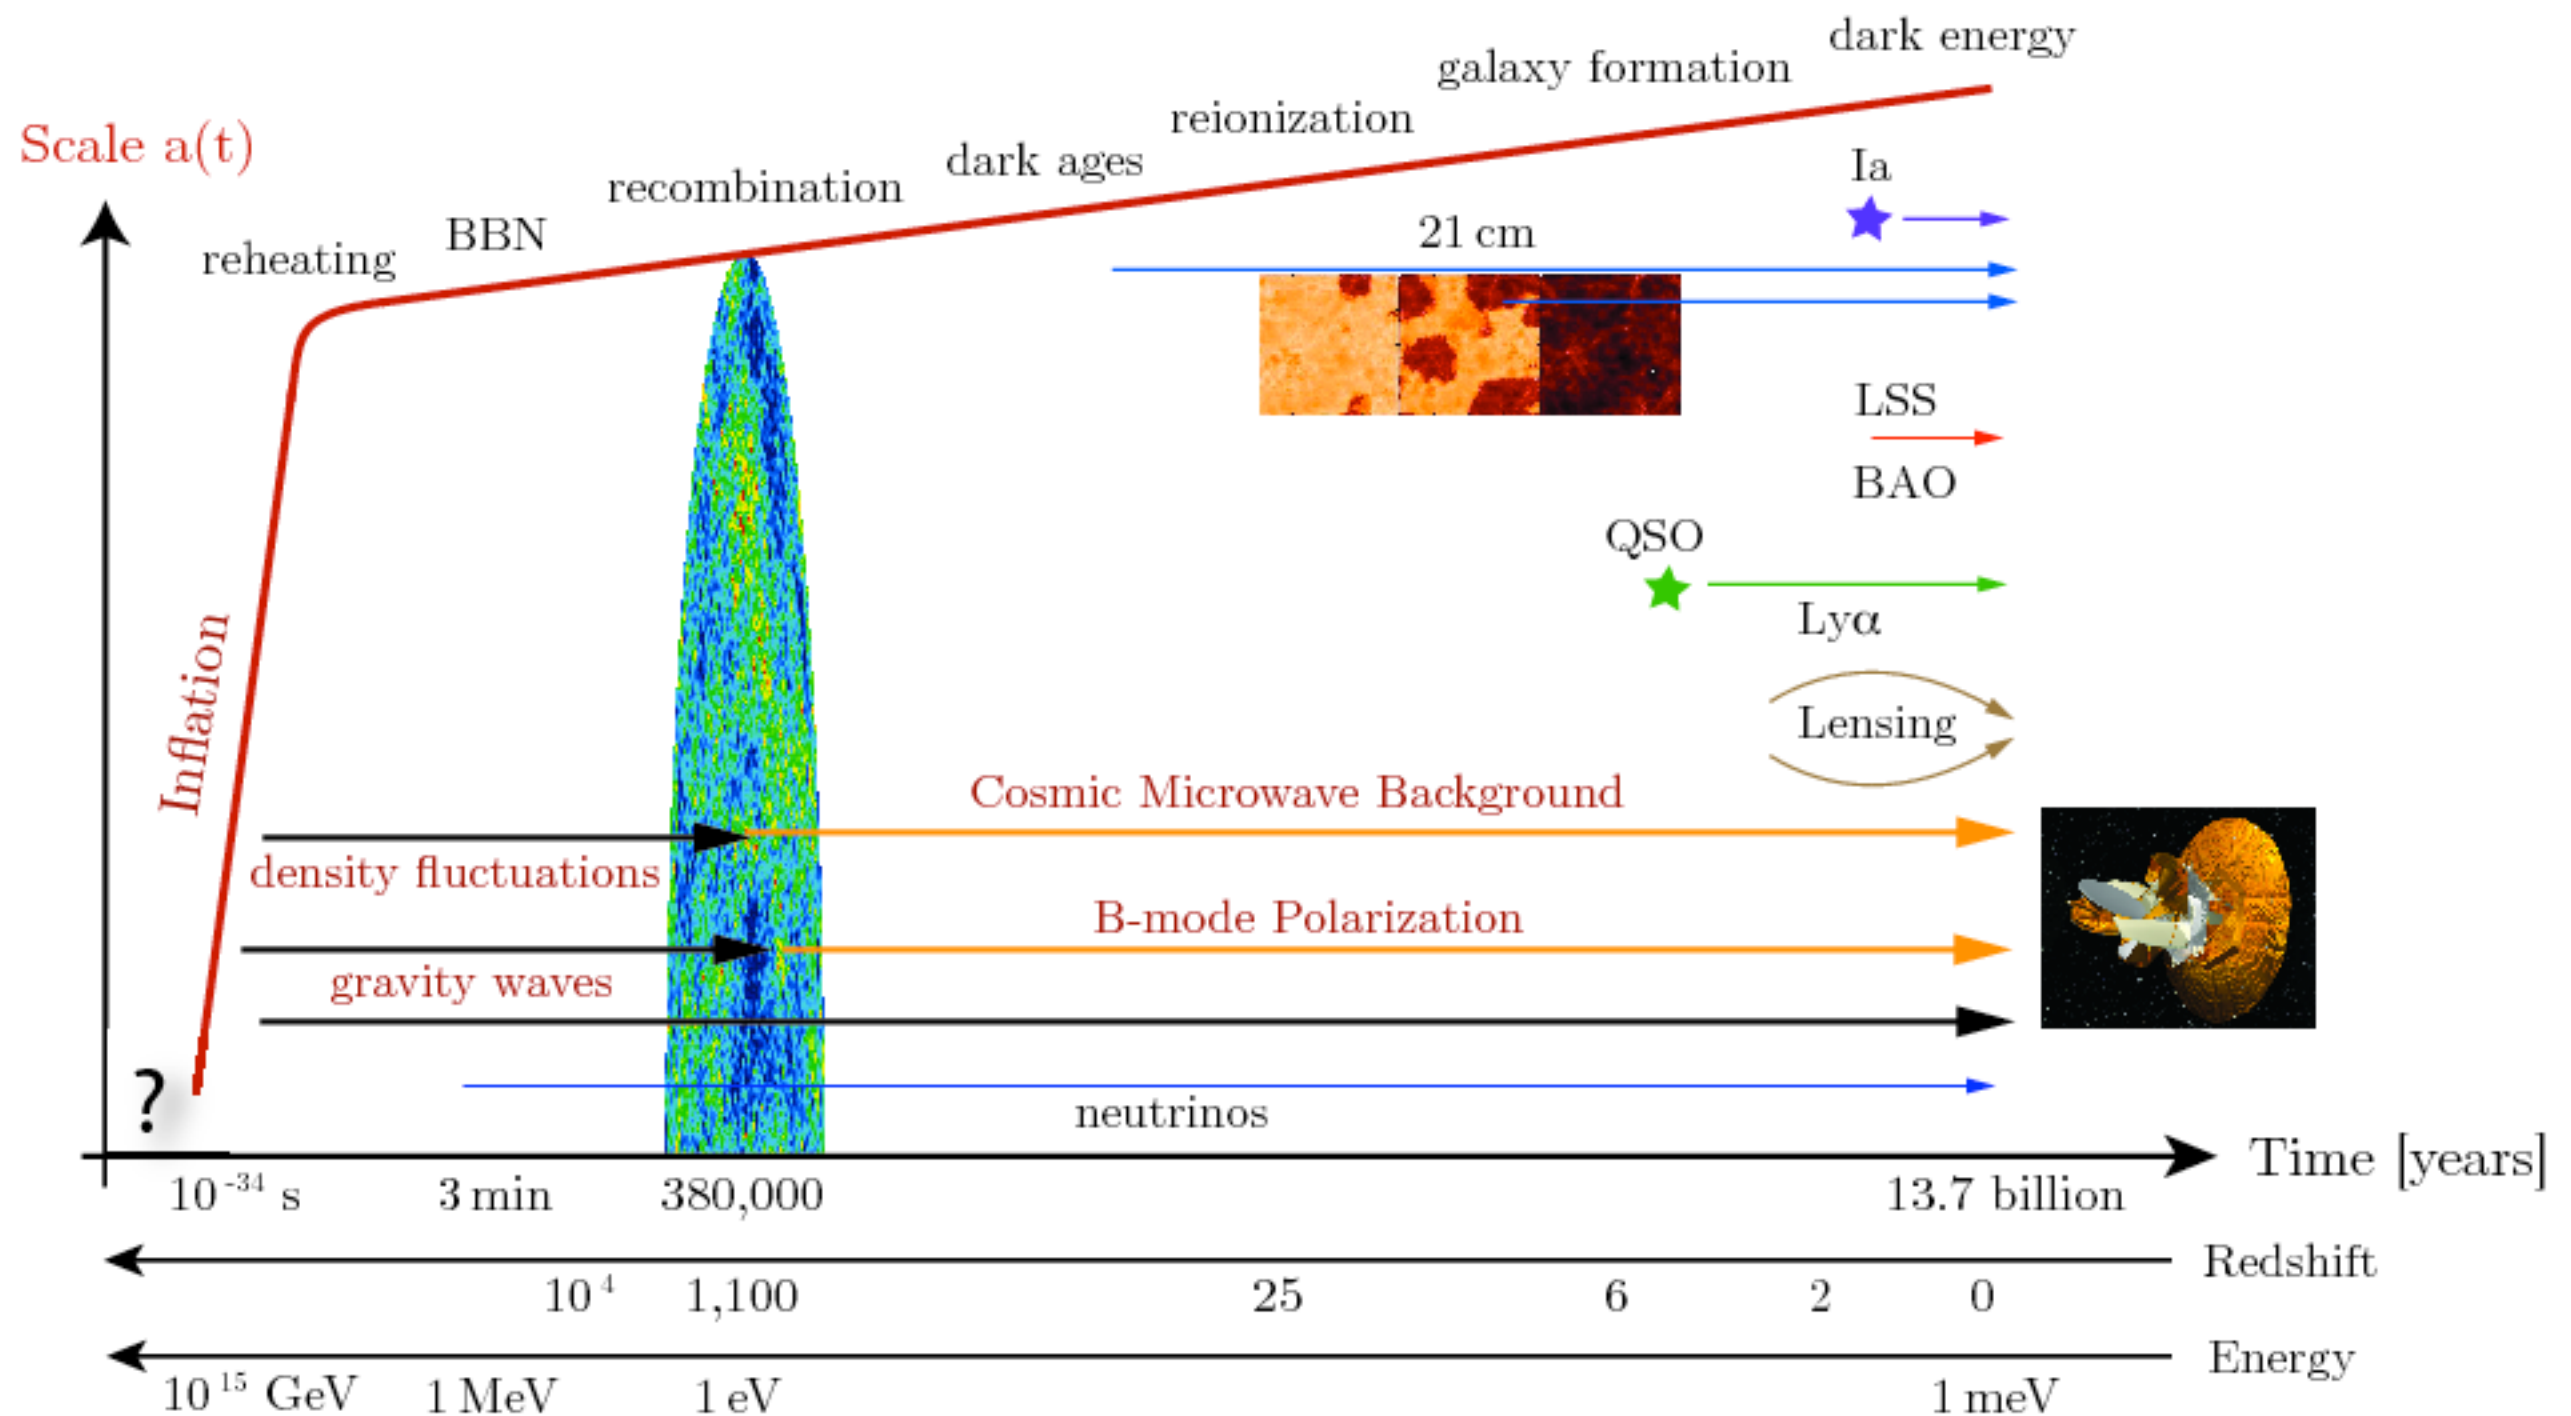 dark energy
galaxy formation
reionization
Scale a(t)
dark ages
Ia
recombination
BBN
21 cm
reheating
LSS
BAO
QSO
Lyα
Inflation
Lensing
Cosmic Microwave Background
density fluctuations
B-mode Polarization
gravity waves
?
neutrinos
Time [years]
10⁻³⁴ s 3 min 380,000 13.7 billion
Redshift
10⁴ 1,100 25 6 2 0
Energy
10¹⁵ GeV 1 MeV 1 eV 1 meV